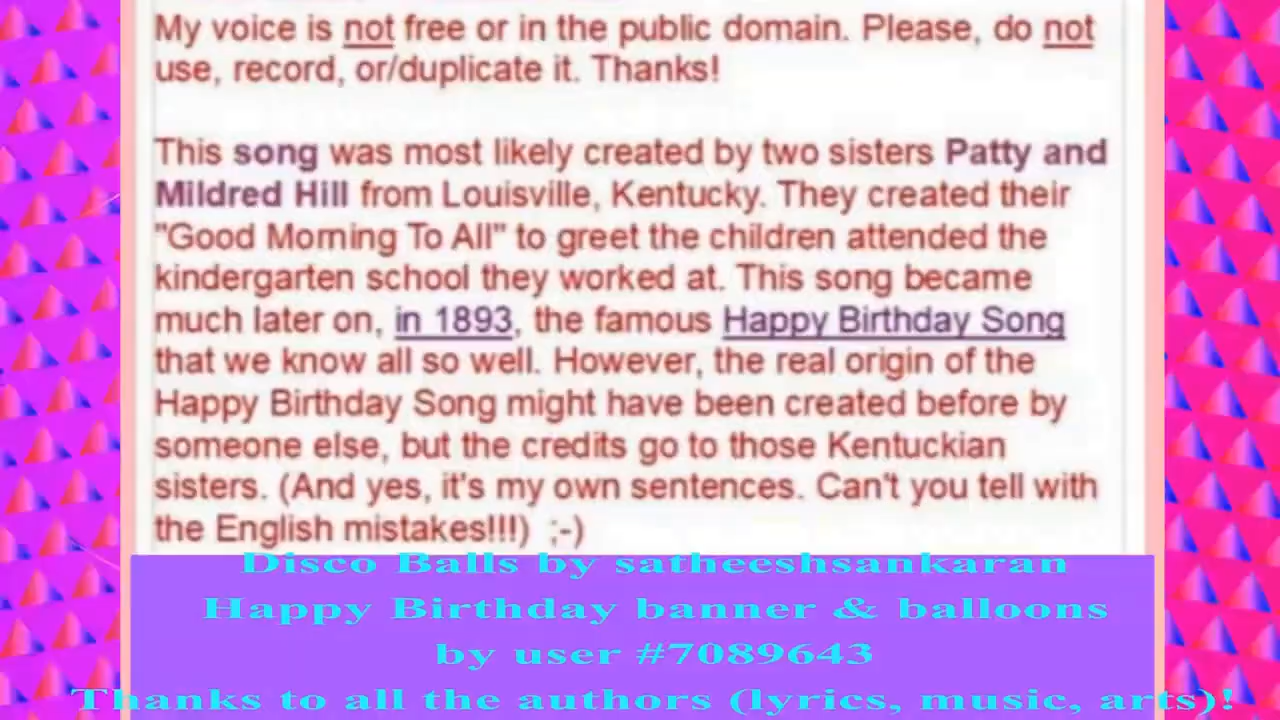 My voice is not free or in the public domain. Please, do not
use, record, or/duplicate it. Thanks!
This song was most likely created by two sisters Patty and
Mildred Hill from Louisville, Kentucky. They created their
"Good Morning To All" to greet the children attended the
kindergarten school they worked at. This song became
much later on, in 1893, the famous Happy Birthday Song
that we know all so well. However, the real origin of the
Happy Birthday Song might have been created before by
someone else, but the credits go to those Kentuckian
sisters. (And yes, it's my own sentences. Can't you tell with
the English mistakes!!!) ;-)
Disco Balls by satheeshsankaran
Happy Birthday banner & balloons
by user #7089643
Thanks to all the authors (lyrics, music, arts)!